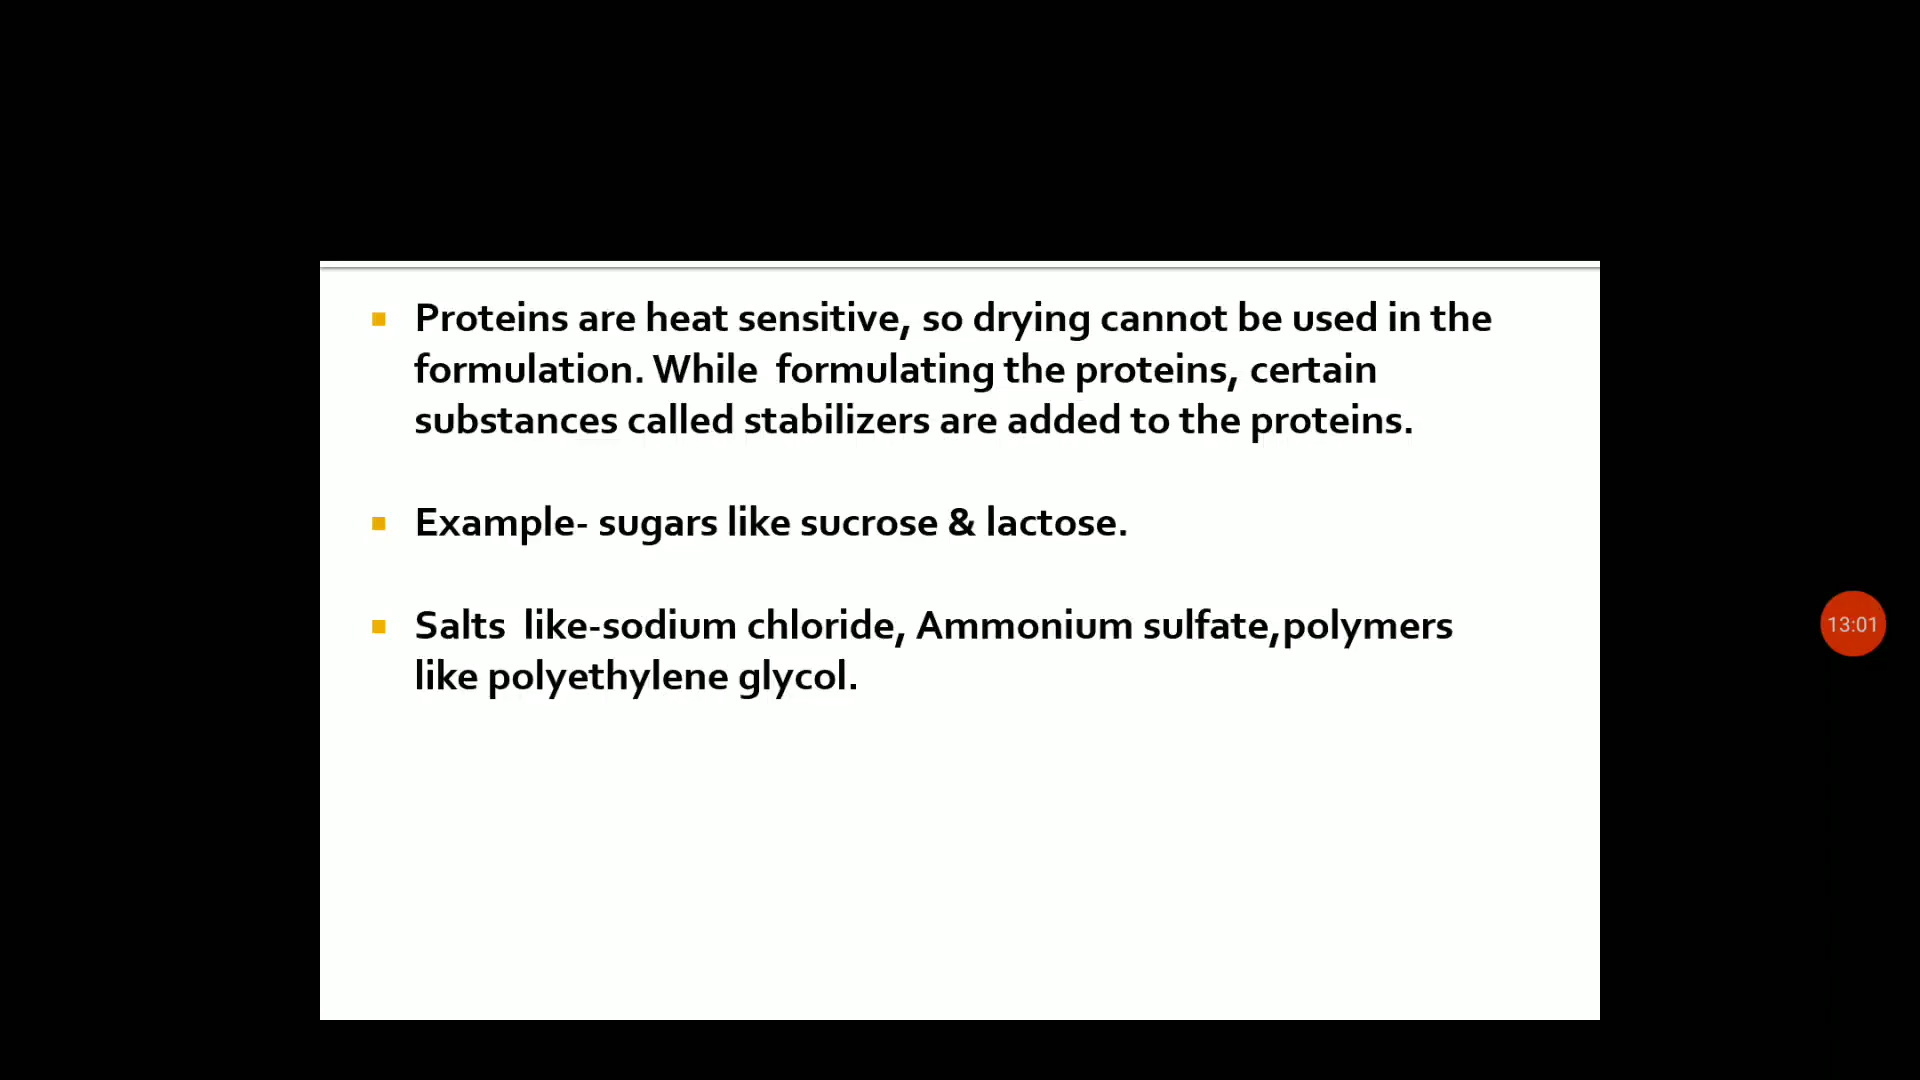 Proteins are heat sensitive, so drying cannot be used in the
formulation. While  formulating the proteins, certain
substances called stabilizers are added to the proteins.
Example- sugars like sucrose & lactose.
Salts  like-sodium chloride, Ammonium sulfate,polymers
like polyethylene glycol.
13:01